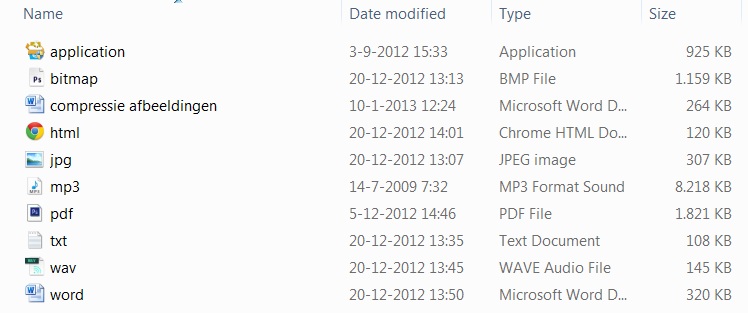 Name Date modified Type Size
application 3-9-2012 15:33 Application 925 KB
Ps bitmap 20-12-2012 13:13 BMP File 1.159 KB
W compressie afbeeldingen 10-1-2013 12:24 Microsoft Word D... 264 KB
html 20-12-2012 14:01 Chrome HTML Do... 120 KB
jpg 20-12-2012 13:07 JPEG image 307 KB
MP3 mp3 14-7-2009 7:32 MP3 Format Sound 8.218 KB
Ps pdf 5-12-2012 14:46 PDF File 1.821 KB
txt 20-12-2012 13:35 Text Document 108 KB
wav 20-12-2012 13:45 WAVE Audio File 145 KB
W word 20-12-2012 13:50 Microsoft Word D... 320 KB